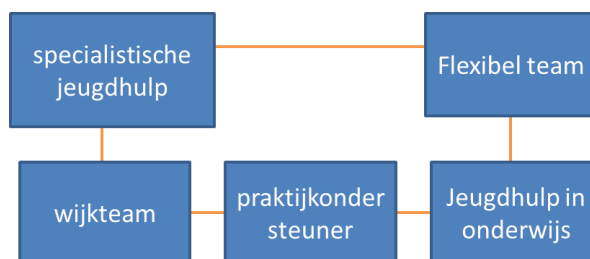 specialistische
jeugdhulp
Flexibel team
wijkteam
praktijkonder
steuner
Jeugdhulp in
onderwijs